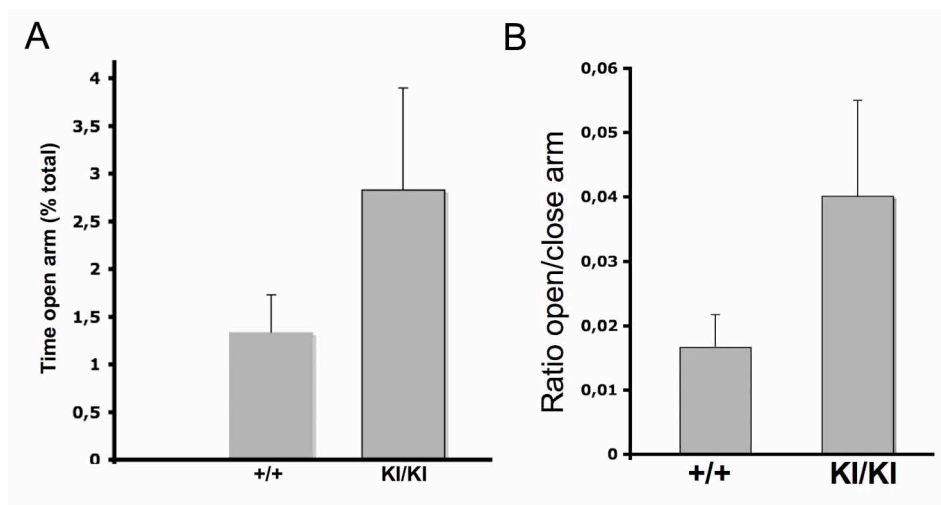 A
Time open arm (% total)
4
3,5
3
2,5
2
1,5
1
0,5
0
+/+ KI/KI
B
Ratio open/close arm
0,06
0,05
0,04
0,03
0,02
0,01
0
+/+ KI/KI